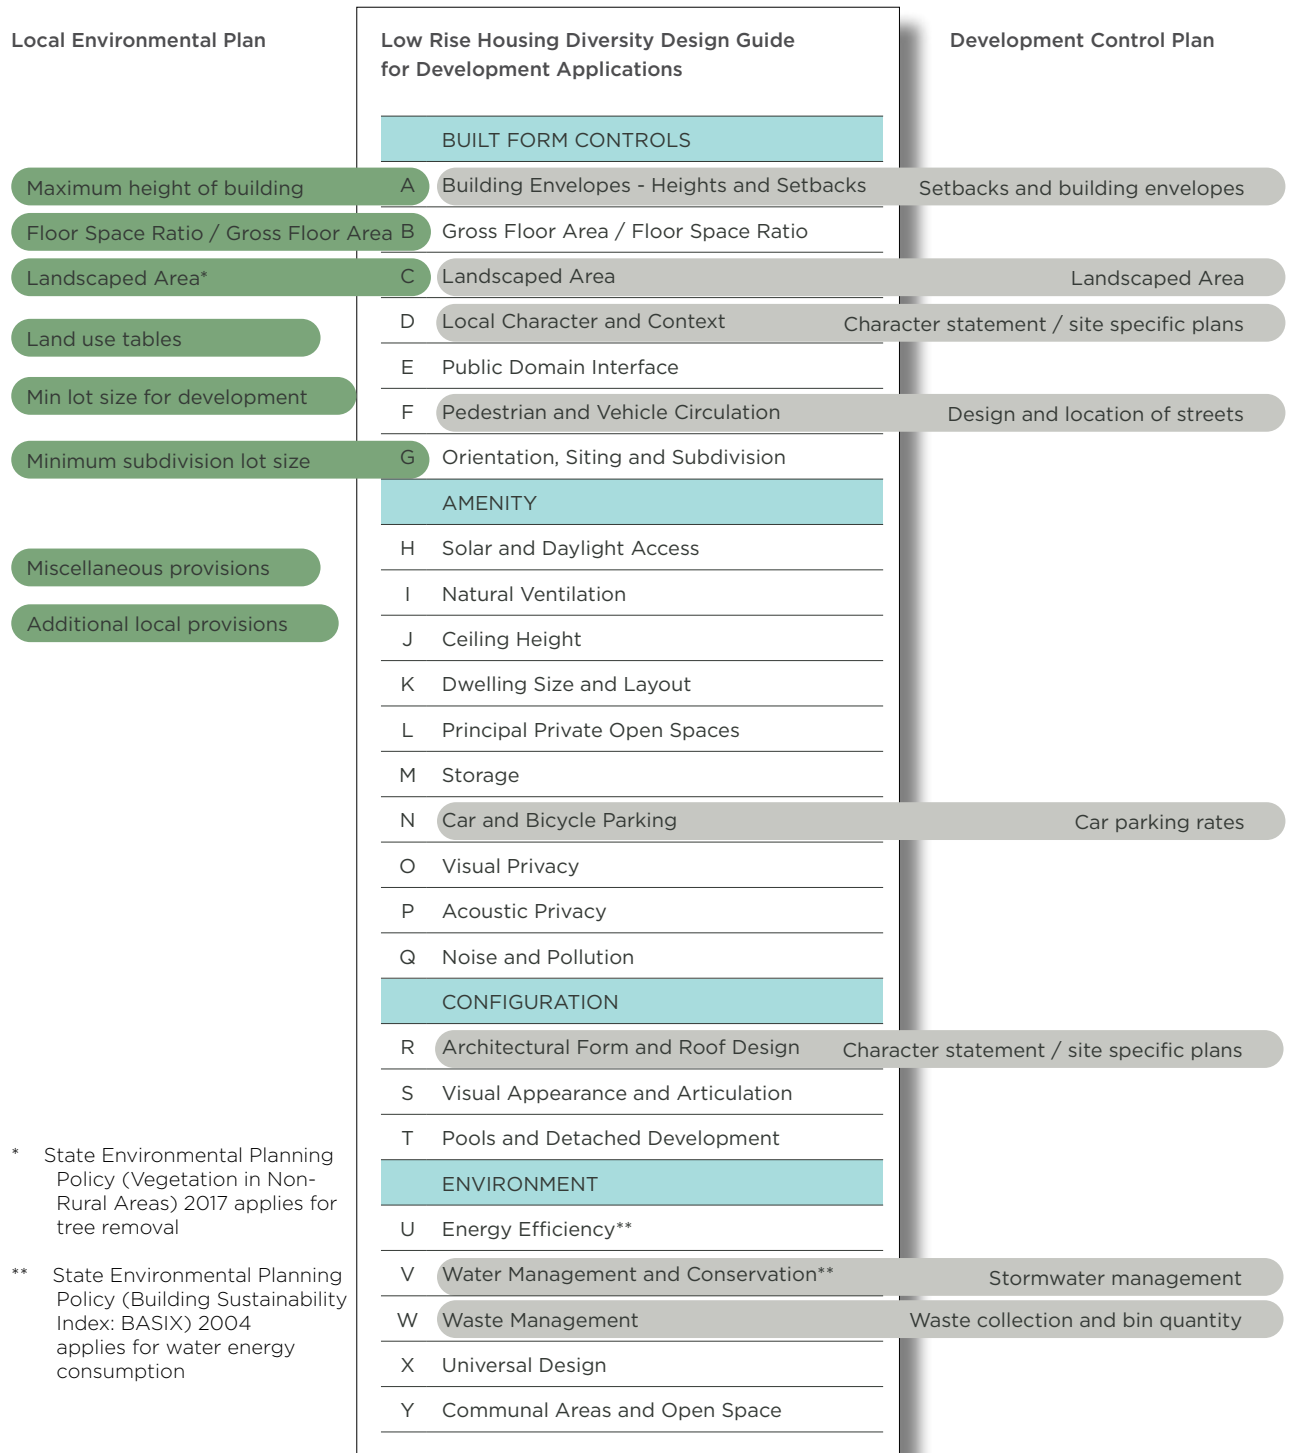 Local Environmental Plan
Low Rise Housing Diversity Design Guide
for Development Applications
Development Control Plan
BUILT FORM CONTROLS
Maximum height of building
A Building Envelopes - Heights and Setbacks
Setbacks and building envelopes
Floor Space Ratio / Gross Floor Area
B Gross Floor Area / Floor Space Ratio
Landscaped Area*
C Landscaped Area
Landscaped Area
Land use tables
D Local Character and Context
Character statement / site specific plans
E Public Domain Interface
Min lot size for development
F Pedestrian and Vehicle Circulation
Design and location of streets
Minimum subdivision lot size
G Orientation, Siting and Subdivision
AMENITY
H Solar and Daylight Access
Miscellaneous provisions
I Natural Ventilation
Additional local provisions
J Ceiling Height
K Dwelling Size and Layout
L Principal Private Open Spaces
M Storage
N Car and Bicycle Parking
Car parking rates
O Visual Privacy
P Acoustic Privacy
Q Noise and Pollution
CONFIGURATION
R Architectural Form and Roof Design
Character statement / site specific plans
S Visual Appearance and Articulation
T Pools and Detached Development
ENVIRONMENT
U Energy Efficiency**
V Water Management and Conservation**
Stormwater management
W Waste Management
Waste collection and bin quantity
X Universal Design
Y Communal Areas and Open Space
* State Environmental Planning
Policy (Vegetation in Non-
Rural Areas) 2017 applies for
tree removal
** State Environmental Planning
Policy (Building Sustainability
Index: BASIX) 2004
applies for water energy
consumption